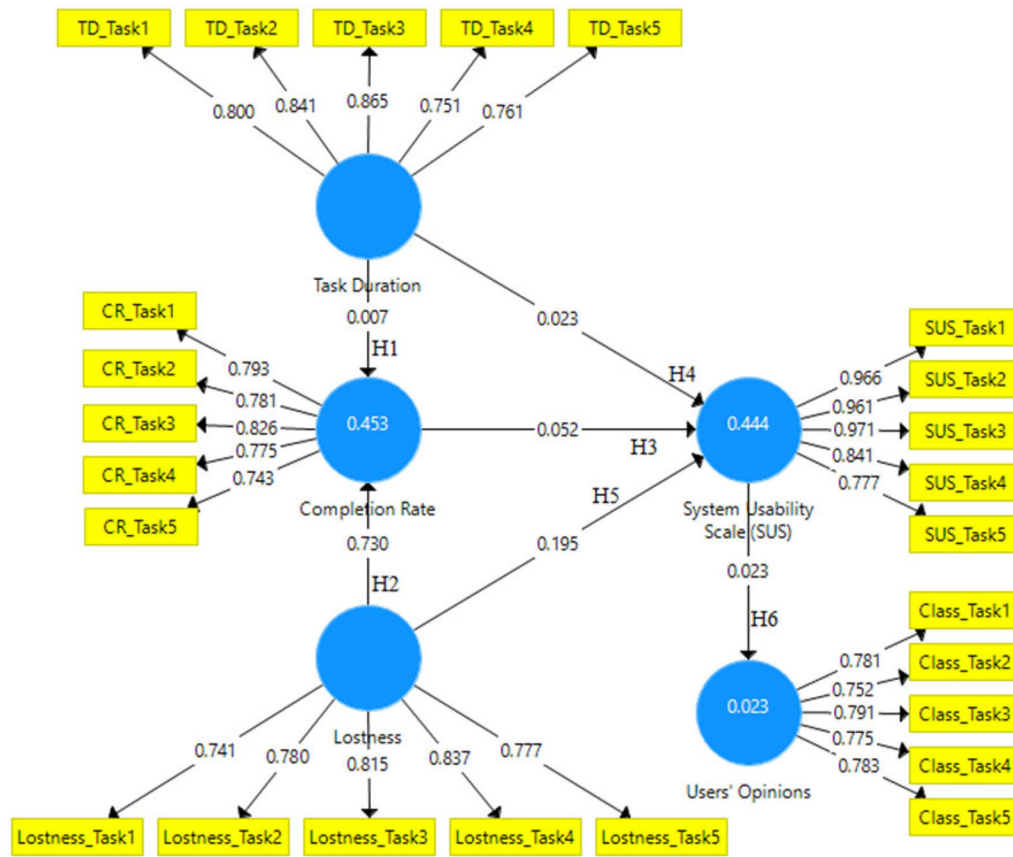 TD_Task1 TD_Task2 TD_Task3 TD_Task4 TD_Task5
0.800 0.841 0.865 0.751 0.761
Task Duration
0.007
H1
0.023
H4
CR_Task1
CR_Task2
CR_Task3
CR_Task4
CR_Task5
0.793
0.781
0.826
0.775
0.743
0.453
Completion Rate
0.052
H3
0.444
System Usability
Scale (SUS)
0.966
0.961
0.971
0.841
0.777
SUS_Task1
SUS_Task2
SUS_Task3
SUS_Task4
SUS_Task5
0.730
H2
0.195
H5
0.023
H6
Lostness
0.741 0.780 0.815 0.837 0.777
Lostness_Task1 Lostness_Task2 Lostness_Task3 Lostness_Task4 Lostness_Task5
0.023
Users' Opinions
0.781
0.752
0.791
0.775
0.783
Class_Task1
Class_Task2
Class_Task3
Class_Task4
Class_Task5